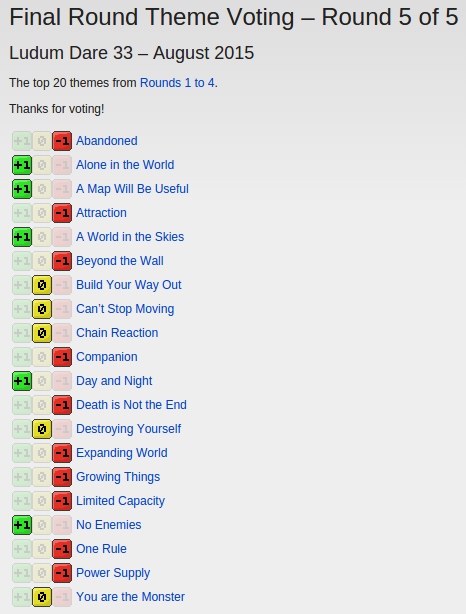 Final Round Theme Voting – Round 5 of 5
Ludum Dare 33 – August 2015
The top 20 themes from Rounds 1 to 4.
Thanks for voting!
+1 0 -1 Abandoned
+1 0 -1 Alone in the World
+1 0 -1 A Map Will Be Useful
+1 0 -1 Attraction
+1 0 -1 A World in the Skies
+1 0 -1 Beyond the Wall
+1 0 -1 Build Your Way Out
+1 0 -1 Can't Stop Moving
+1 0 -1 Chain Reaction
+1 0 -1 Companion
+1 0 -1 Day and Night
+1 0 -1 Death is Not the End
+1 0 -1 Destroying Yourself
+1 0 -1 Expanding World
+1 0 -1 Growing Things
+1 0 -1 Limited Capacity
+1 0 -1 No Enemies
+1 0 -1 One Rule
+1 0 -1 Power Supply
+1 0 -1 You are the Monster